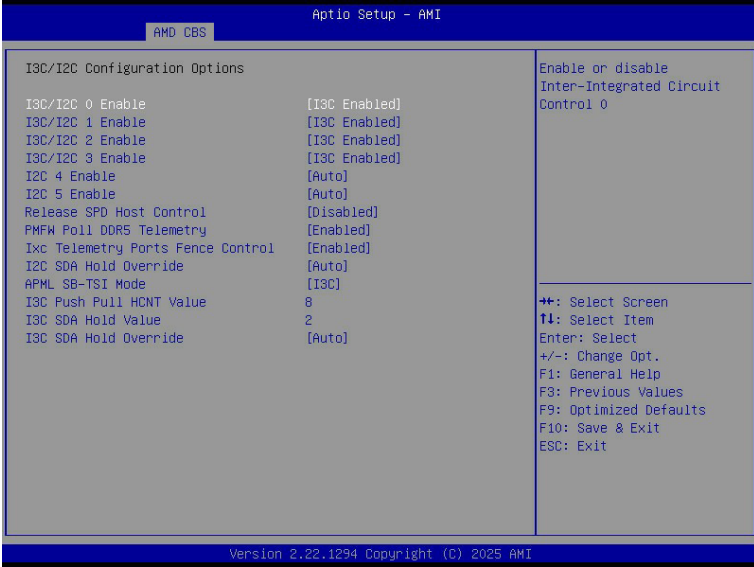 Aptio Setup - AMI
AMD CBS
I3C/I2C Configuration Options
I3C/I2C 0 Enable [I3C Enabled]
I3C/I2C 1 Enable [I3C Enabled]
I3C/I2C 2 Enable [I3C Enabled]
I3C/I2C 3 Enable [I3C Enabled]
I2C 4 Enable [Auto]
I2C 5 Enable [Auto]
Release SPD Host Control [Disabled]
PMFW Poll DDR5 Telemetry [Enabled]
Ixc Telemetry Ports Fence Control [Enabled]
I2C SDA Hold Override [Auto]
APML SB-TSI Mode [I3C]
I3C Push Pull HCNT Value 8
I3C SDA Hold Value 2
I3C SDA Hold Override [Auto]
Enable or disable
Inter-Integrated Circuit
Control 0
→←: Select Screen
↑↓: Select Item
Enter: Select
+/-: Change Opt.
F1: General Help
F3: Previous Values
F9: Optimized Defaults
F10: Save & Exit
ESC: Exit
Version 2.22.1294 Copyright (C) 2025 AMI